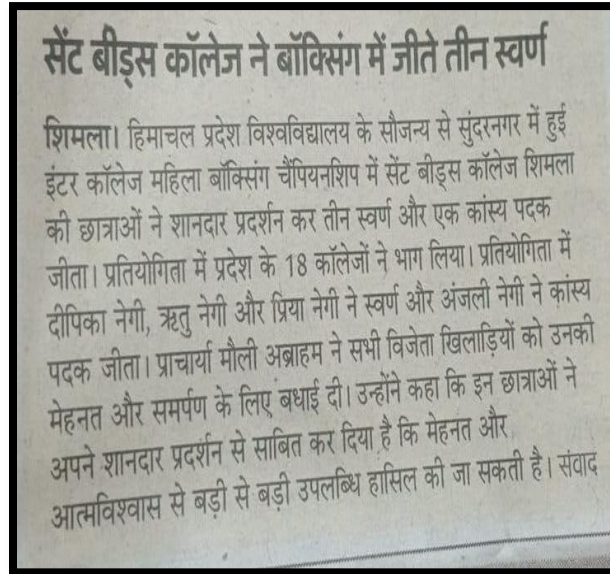 सेंट बीड्स कॉलेज ने बॉक्सिंग में जीते तीन स्वर्ण
शिमला। हिमाचल प्रदेश विश्वविद्यालय के सौजन्य से सुंदरनगर में हुई
इंटर कॉलेज महिला बॉक्सिंग चैंपियनशिप में सेंट बीड्स कॉलेज शिमला
की छात्राओं ने शानदार प्रदर्शन कर तीन स्वर्ण और एक कांस्य पदक
जीता। प्रतियोगिता में प्रदेश के 18 कॉलेजों ने भाग लिया। प्रतियोगिता में
दीपिका नेगी, ऋतु नेगी और प्रिया नेगी ने स्वर्ण और अंजली नेगी ने कांस्य
पदक जीता। प्राचार्या मौली अब्राहम ने सभी विजेता खिलाड़ियों को उनकी
मेहनत और समर्पण के लिए बधाई दी। उन्होंने कहा कि इन छात्राओं ने
अपने शानदार प्रदर्शन से साबित कर दिया है कि मेहनत और
आत्मविश्वास से बड़ी से बड़ी उपलब्धि हासिल की जा सकती है। संवाद